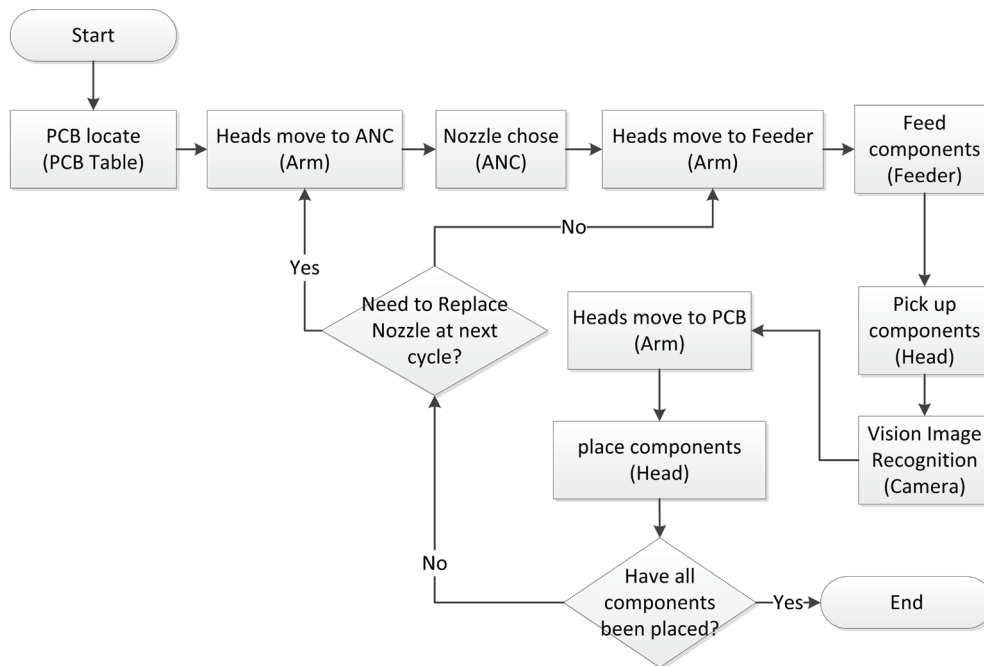 Start
PCB locate
(PCB Table)
Heads move to ANC
(Arm)
Nozzle chose
(ANC)
Heads move to Feeder
(Arm)
Feed
components
(Feeder)
No
Yes
Need to Replace
Nozzle at next
cycle?
Heads move to PCB
(Arm)
Pick up
components
(Head)
place components
(Head)
Vision Image
Recognition
(Camera)
No
Have all
components
been placed?
Yes
End